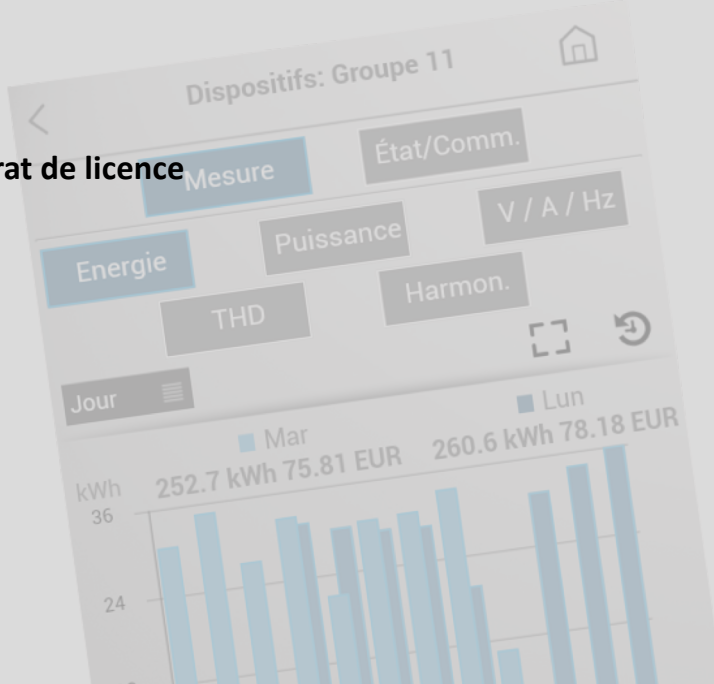 Dispositifs: Groupe 11
rat de licence
Mesure
État/Comm.
Energie
Puissance
V / A / Hz
THD
Harmon.
Jour
Mar
Lun
kWh
252.7 kWh 75.81 EUR
260.6 kWh 78.18 EUR
36
24